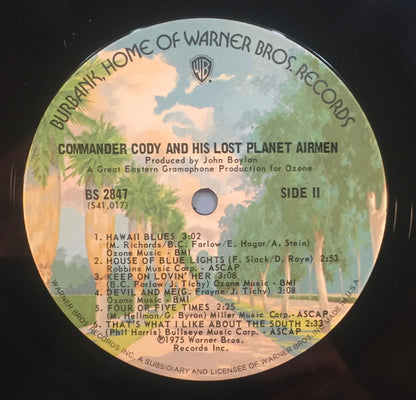 BURBANK, HOME OF WARNER BROS. RECORDS
WB
COMMANDER CODY AND HIS LOST PLANET AIRMEN
Produced by John Boylan
A Great Eastern Gramophone Production for Ozone
BS 2847
SIDE II
(S41,017)
1. HAWAII BLUES 3:02
(M. Richards/B.C. Farlow/E. Hagar/A. Stein)
Ozone Music - BMI
2. HOUSE OF BLUE LIGHTS (F. Slack/D. Raye) 2:53
Robbins Music Corp. - ASCAP
3. KEEP ON LOVIN' HER 3:01
(B.C. Farlow/J. Tichy) Ozone Music - BMI
4. DEVIL AND ME(G. Frayne/J. Tichy) 3:08
Ozone Music - BMI
5. FOUR OR FIVE TIMES 2:25
(M. Hellman/G. Byron) Miller Music Corp.-ASCAP
6. THAT'S WHAT I LIKE ABOUT THE SOUTH 2:33
(Phil Harris) Bullseye Music Corp. - ASCAP
©1975 Warner Bros.
Records Inc.
WARNER BROS. RECORDS INC. A SUBSIDIARY AND LICENSEE OF WARNER BROS. INC. MADE IN U.S.A.